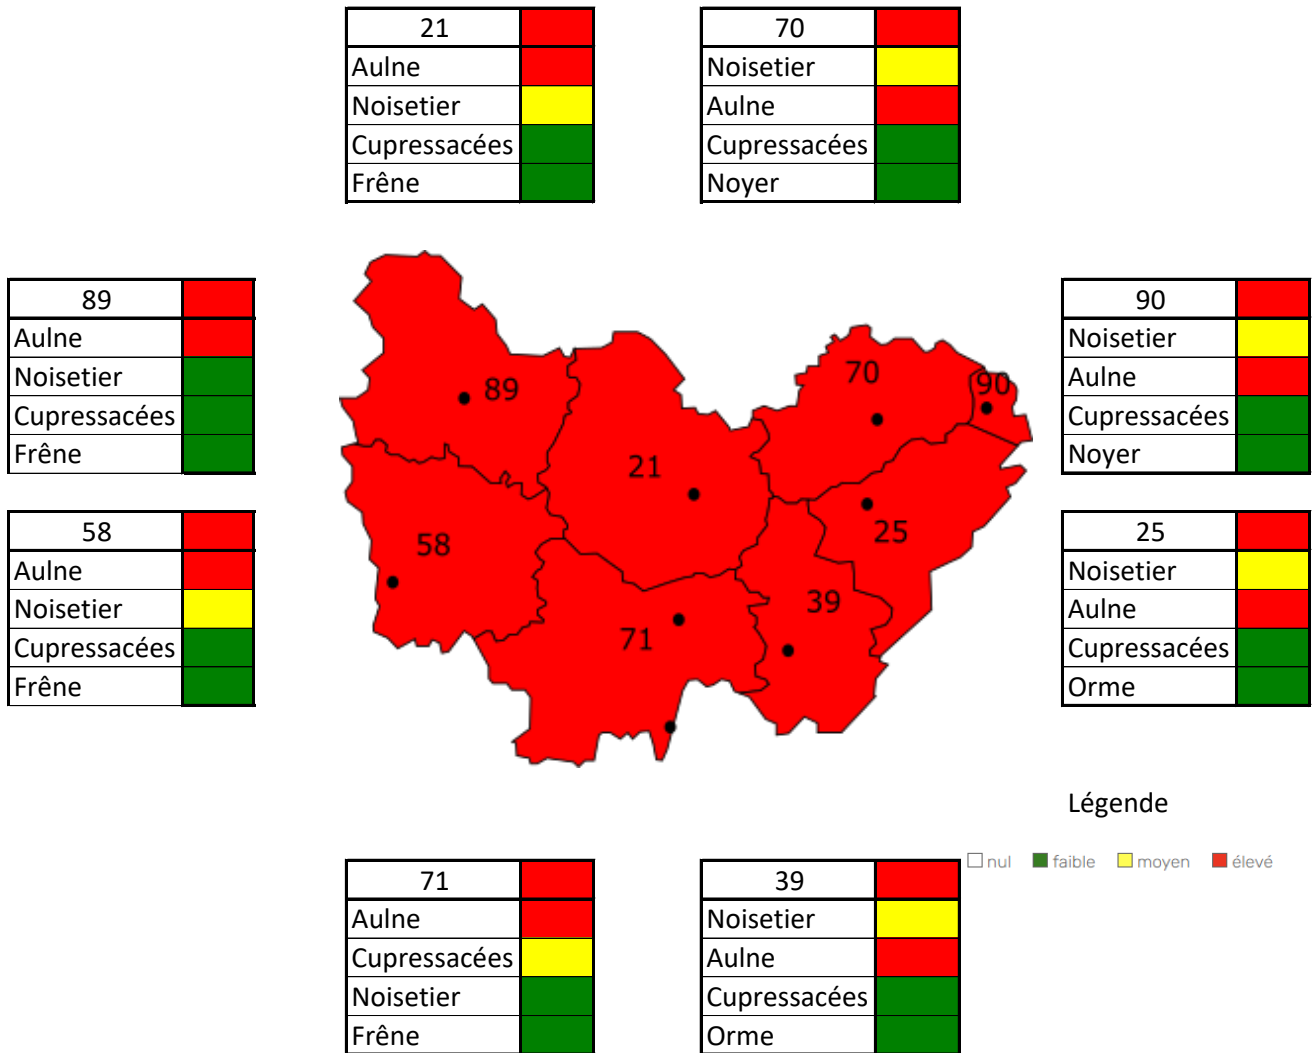 21
Aulne
Noisetier
Cupressacées
Frêne
70
Noisetier
Aulne
Cupressacées
Noyer
89
Aulne
Noisetier
Cupressacées
Frêne
58
Aulne
Noisetier
Cupressacées
Frêne
89
70
90
21
25
58
39
71
90
Noisetier
Aulne
Cupressacées
Noyer
25
Noisetier
Aulne
Cupressacées
Orme
Légende
nul faible moyen élevé
71
Aulne
Cupressacées
Noisetier
Frêne
39
Noisetier
Aulne
Cupressacées
Orme